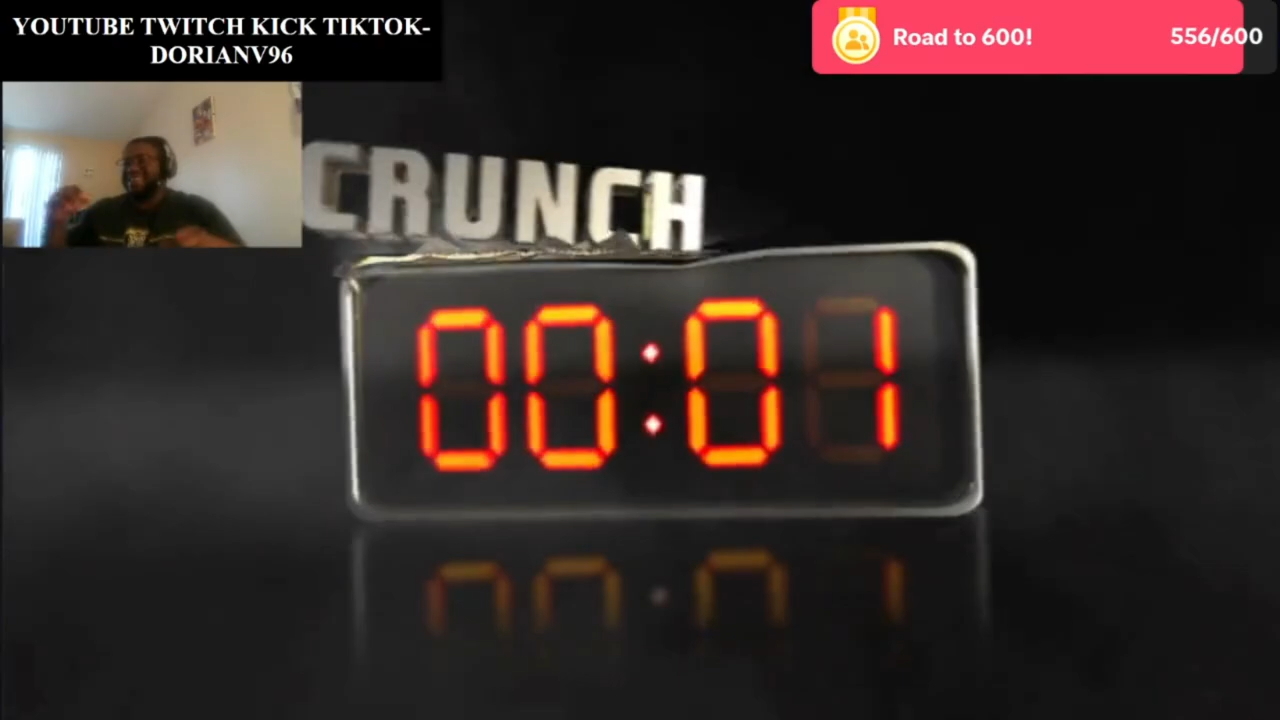 YOUTUBE TWITCH KICK TIKTOK-
DORIANV96
Road to 600! 556/600
CRUNCH
00:01